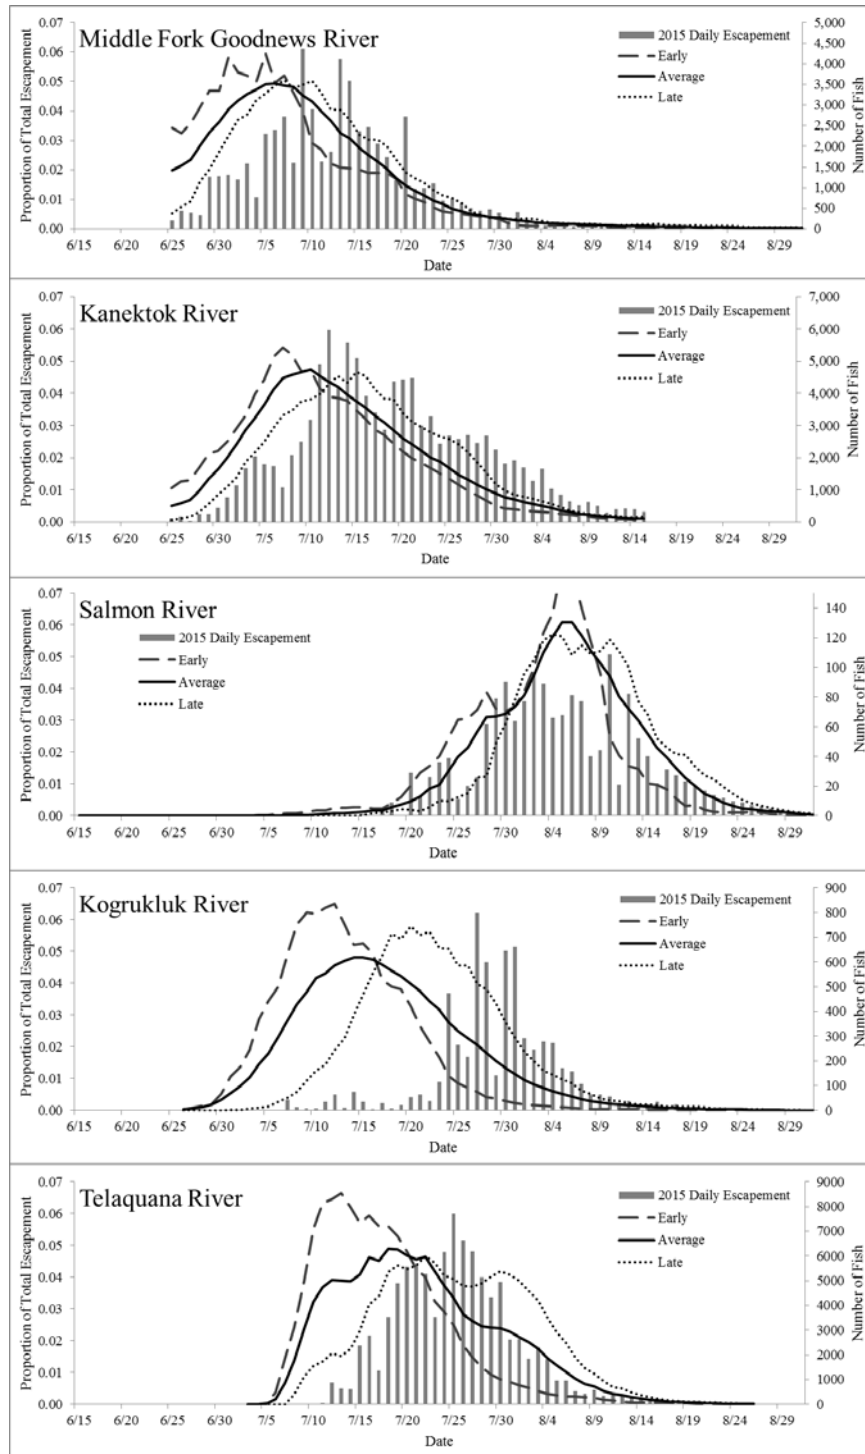 Middle Fork Goodnews River
2015 Daily Escapement
Early
Average
Late
Proportion of Total Escapement
0.07
0.06
0.05
0.04
0.03
0.02
0.01
0.00
5,000
4,500
4,000
3,500
3,000
2,500
2,000
1,500
1,000
500
0
Number of Fish
6/15 6/20 6/25 6/30 7/5 7/10 7/15 7/20 7/25 7/30 8/4 8/9 8/14 8/19 8/24 8/29
Date
Kanektok River
2015 Daily Escapement
Early
Average
Late
Proportion of Total Escapement
0.07
0.06
0.05
0.04
0.03
0.02
0.01
0.00
7,000
6,000
5,000
4,000
3,000
2,000
1,000
0
Number of Fish
6/15 6/20 6/25 6/30 7/5 7/10 7/15 7/20 7/25 7/30 8/4 8/9 8/14 8/19 8/24 8/29
Date
Salmon River
2015 Daily Escapement
Early
Average
Late
Proportion of Total Escapement
0.07
0.06
0.05
0.04
0.03
0.02
0.01
0.00
140
120
100
80
60
40
20
0
Number of Fish
6/15 6/20 6/25 6/30 7/5 7/10 7/15 7/20 7/25 7/30 8/4 8/9 8/14 8/19 8/24 8/29
Date
Kogrukluk River
2015 Daily Escapement
Early
Average
Late
Proportion of Total Escapement
0.07
0.06
0.05
0.04
0.03
0.02
0.01
0.00
900
800
700
600
500
400
300
200
100
0
Number of Fish
6/15 6/20 6/25 6/30 7/5 7/10 7/15 7/20 7/25 7/30 8/4 8/9 8/14 8/19 8/24 8/29
Date
Telaquana River
2015 Daily Escapement
Early
Average
Late
Proportion of Total Escapement
0.07
0.06
0.05
0.04
0.03
0.02
0.01
0.00
9000
8000
7000
6000
5000
4000
3000
2000
1000
0
Number of Fish
6/15 6/20 6/25 6/30 7/5 7/10 7/15 7/20 7/25 7/30 8/4 8/9 8/14 8/19 8/24 8/29
Date